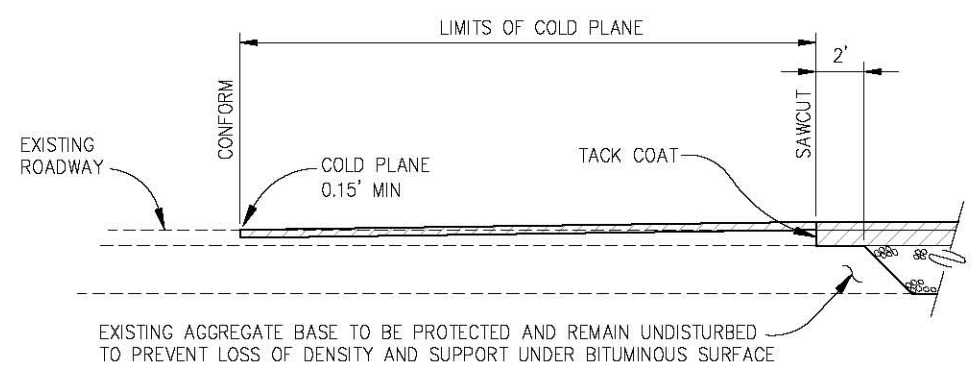 LIMITS OF COLD PLANE
2'
CONFORM
SAWCUT
EXISTING
ROADWAY
COLD PLANE
0.15' MIN
TACK COAT
EXISTING AGGREGATE BASE TO BE PROTECTED AND REMAIN UNDISTURBED
TO PREVENT LOSS OF DENSITY AND SUPPORT UNDER BITUMINOUS SURFACE